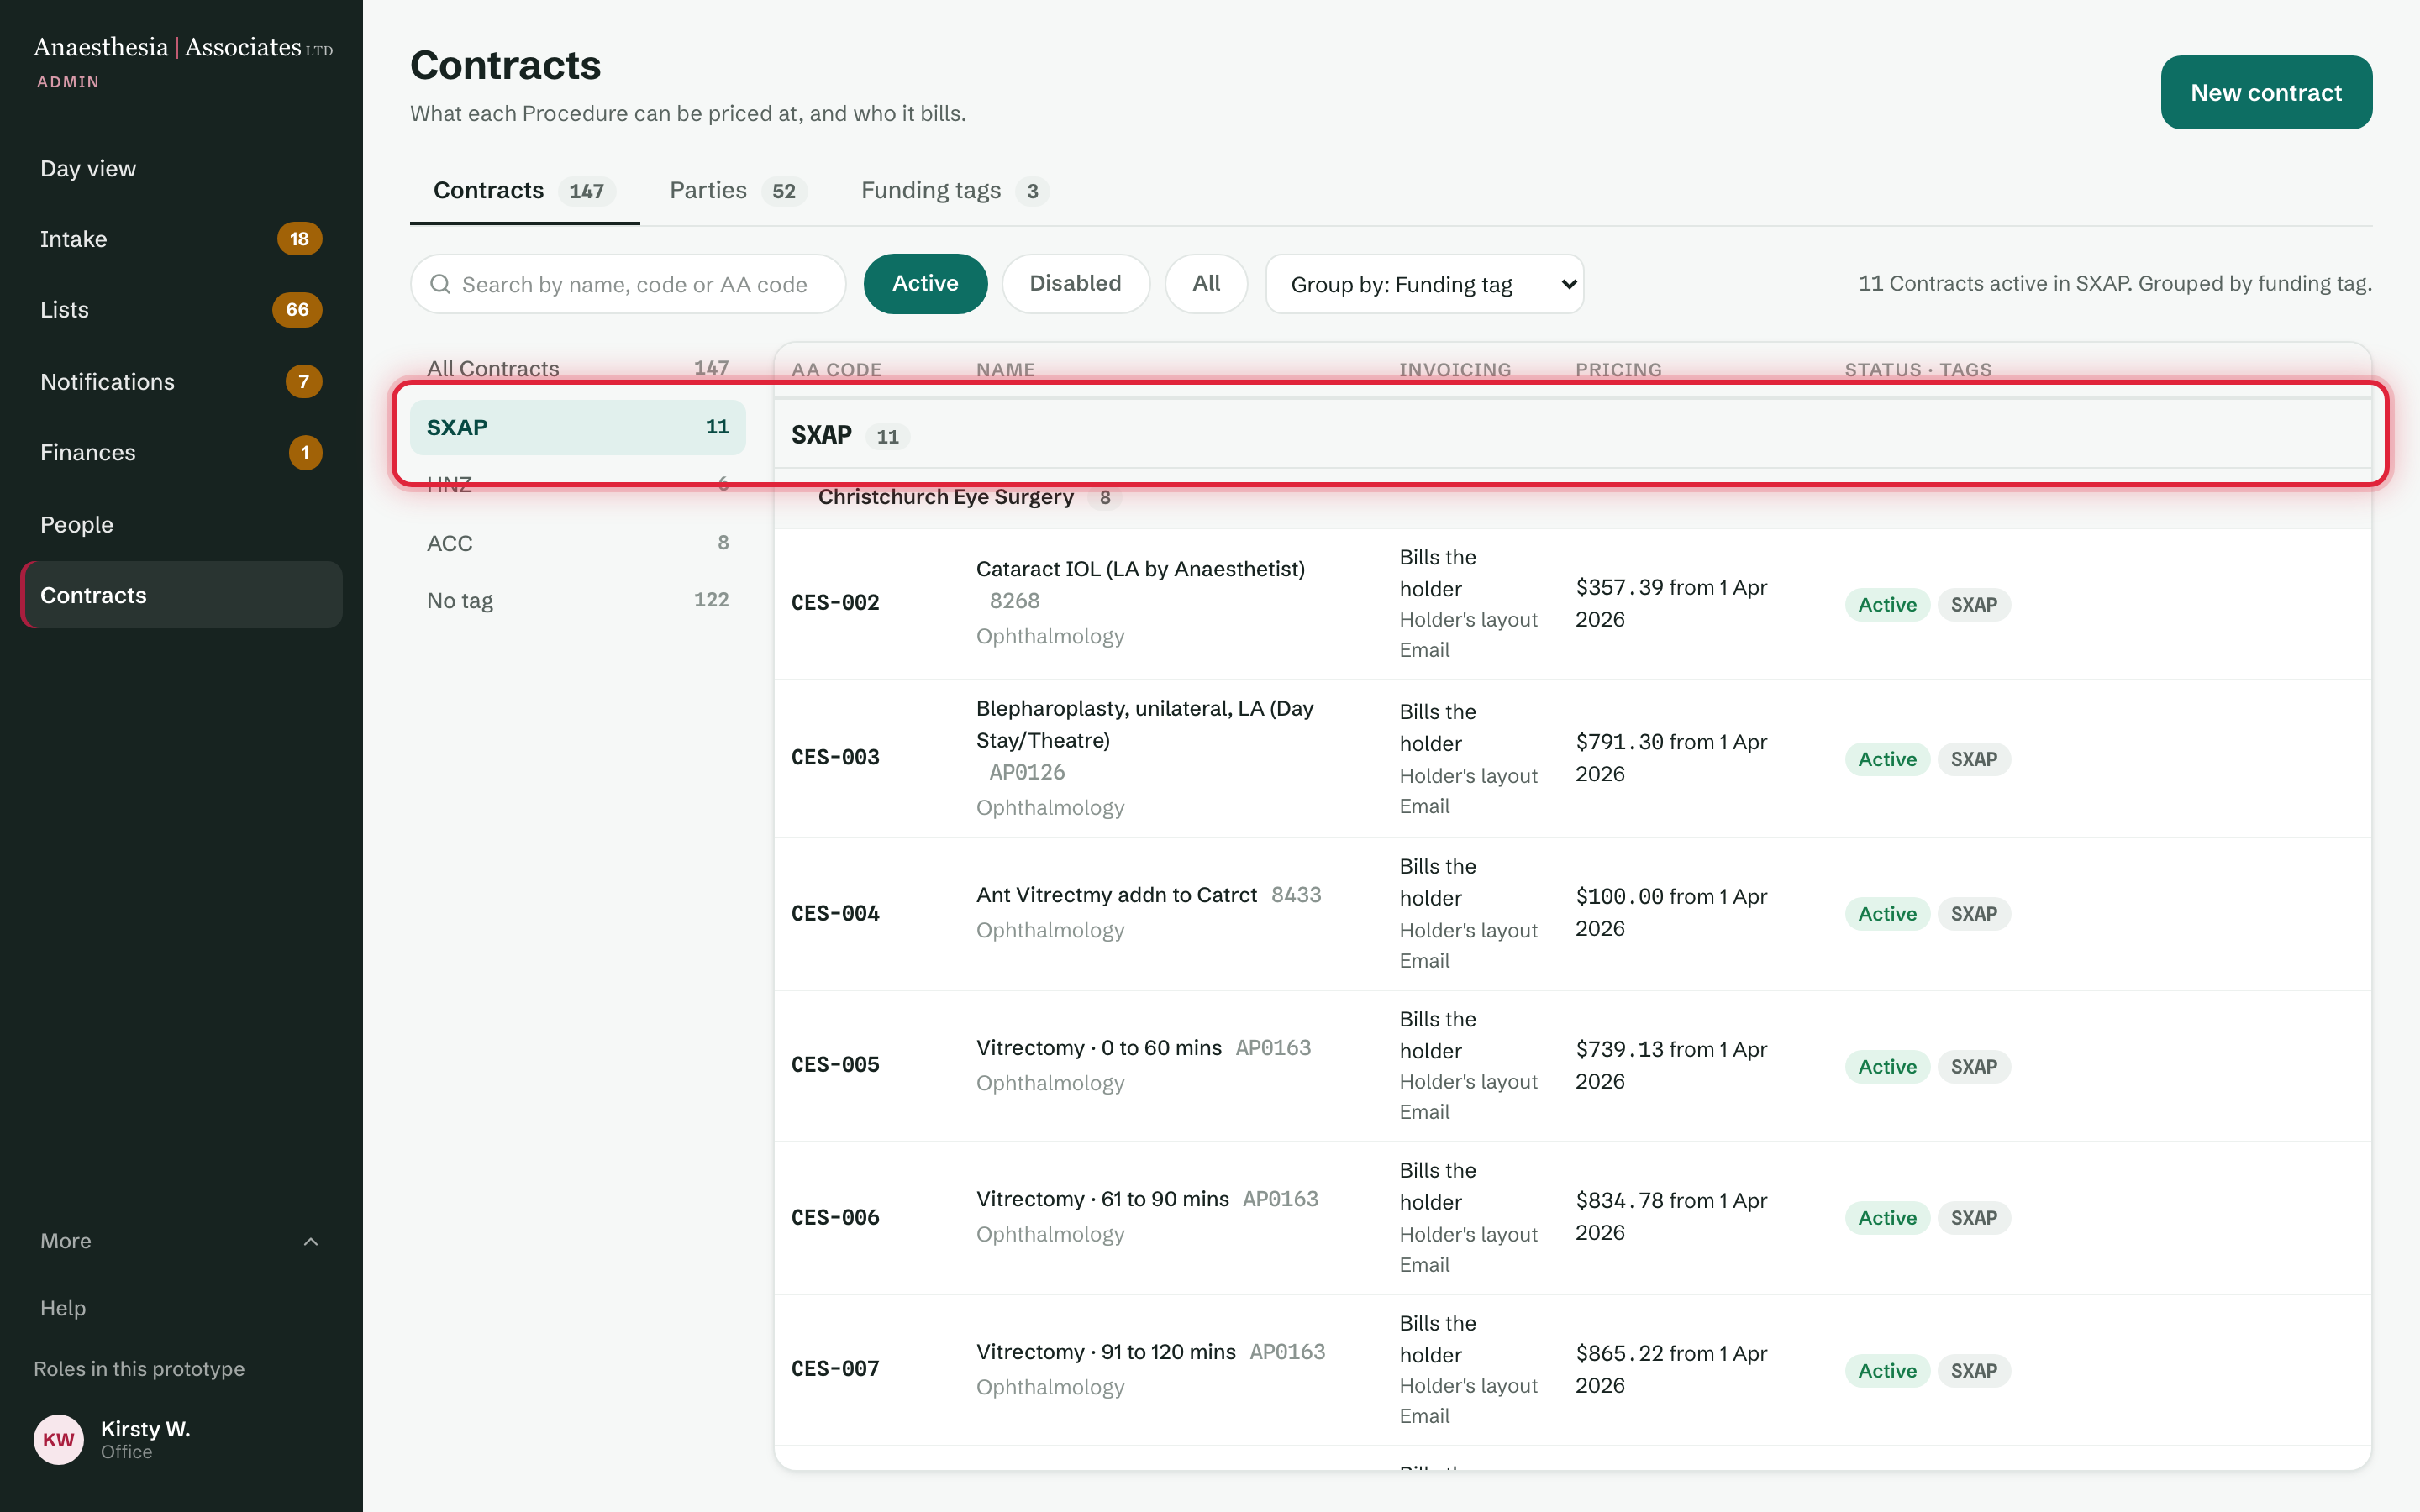 Anaesthesia | Associates LTD
ADMIN
Day view
Intake 18
Lists 66
Notifications 7
Finances 1
People
Contracts
More
Help
Roles in this prototype
KW
Kirsty W.
Office
Contracts
What each Procedure can be priced at, and who it bills.
New contract
Contracts 147 Parties 52 Funding tags 3
Search by name, code or AA code
Active
Disabled
All
Group by: Funding tag
11 Contracts active in SXAP. Grouped by funding tag.
All Contracts 147
SXAP 11
HNZ 6
ACC 8
No tag 122
AA CODE NAME INVOICING PRICING STATUS · TAGS
SXAP 11
Christchurch Eye Surgery 8
CES-002
Cataract IOL (LA by Anaesthetist)
8268
Ophthalmology
Bills the
holder
Holder's layout
Email
$357.39 from 1 Apr
2026
Active SXAP
CES-003
Blepharoplasty, unilateral, LA (Day
Stay/Theatre)
AP0126
Ophthalmology
Bills the
holder
Holder's layout
Email
$791.30 from 1 Apr
2026
Active SXAP
CES-004
Ant Vitrectmy addn to Catrct 8433
Ophthalmology
Bills the
holder
Holder's layout
Email
$100.00 from 1 Apr
2026
Active SXAP
CES-005
Vitrectomy · 0 to 60 mins AP0163
Ophthalmology
Bills the
holder
Holder's layout
Email
$739.13 from 1 Apr
2026
Active SXAP
CES-006
Vitrectomy · 61 to 90 mins AP0163
Ophthalmology
Bills the
holder
Holder's layout
Email
$834.78 from 1 Apr
2026
Active SXAP
CES-007
Vitrectomy · 91 to 120 mins AP0163
Ophthalmology
Bills the
holder
Holder's layout
Email
$865.22 from 1 Apr
2026
Active SXAP